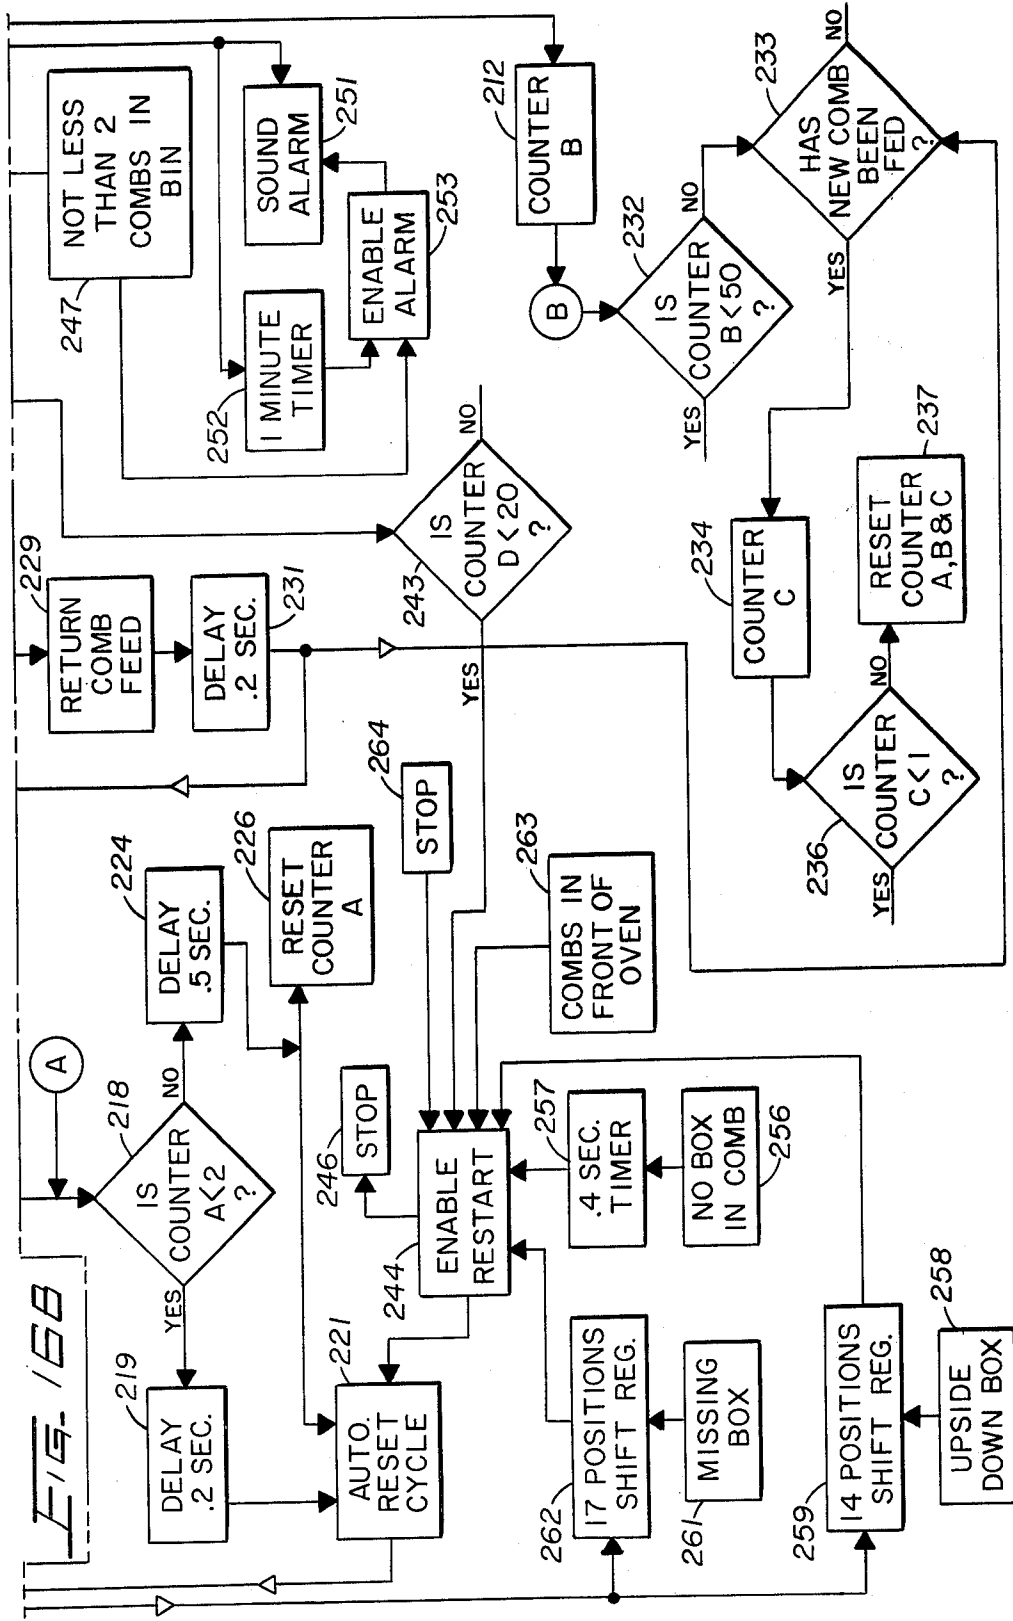 FIG. 16B
A
218
IS
COUNTER
A<2
?
YES
NO
219
DELAY
.2 SEC.
224
DELAY
.5 SEC.
221
AUTO.
RESET
CYCLE
226
RESET
COUNTER
A
229
RETURN
COMB
FEED
DELAY
.2 SEC.
231
247
NOT LESS
THAN 2
COMBS IN
BIN
252
1 MINUTE
TIMER
SOUND
ALARM
251
ENABLE
ALARM
253
243
IS
COUNTER
D<20
?
YES
NO
244
ENABLE
RESTART
246
STOP
264
STOP
263
COMBS IN
FRONT OF
OVEN
257
.4 SEC.
TIMER
NO BOX
IN COMB
256
262
17 POSITIONS
SHIFT REG.
261
MISSING
BOX
259
14 POSITIONS
SHIFT REG.
258
UPSIDE
DOWN BOX
212
COUNTER
B
B
232
IS
COUNTER
B<50
?
YES
NO
233
HAS
NEW COMB
BEEN
FED
?
YES
NO
234
COUNTER
C
236
IS
COUNTER
C<1
?
YES
NO
237
RESET
COUNTER
A,B&C